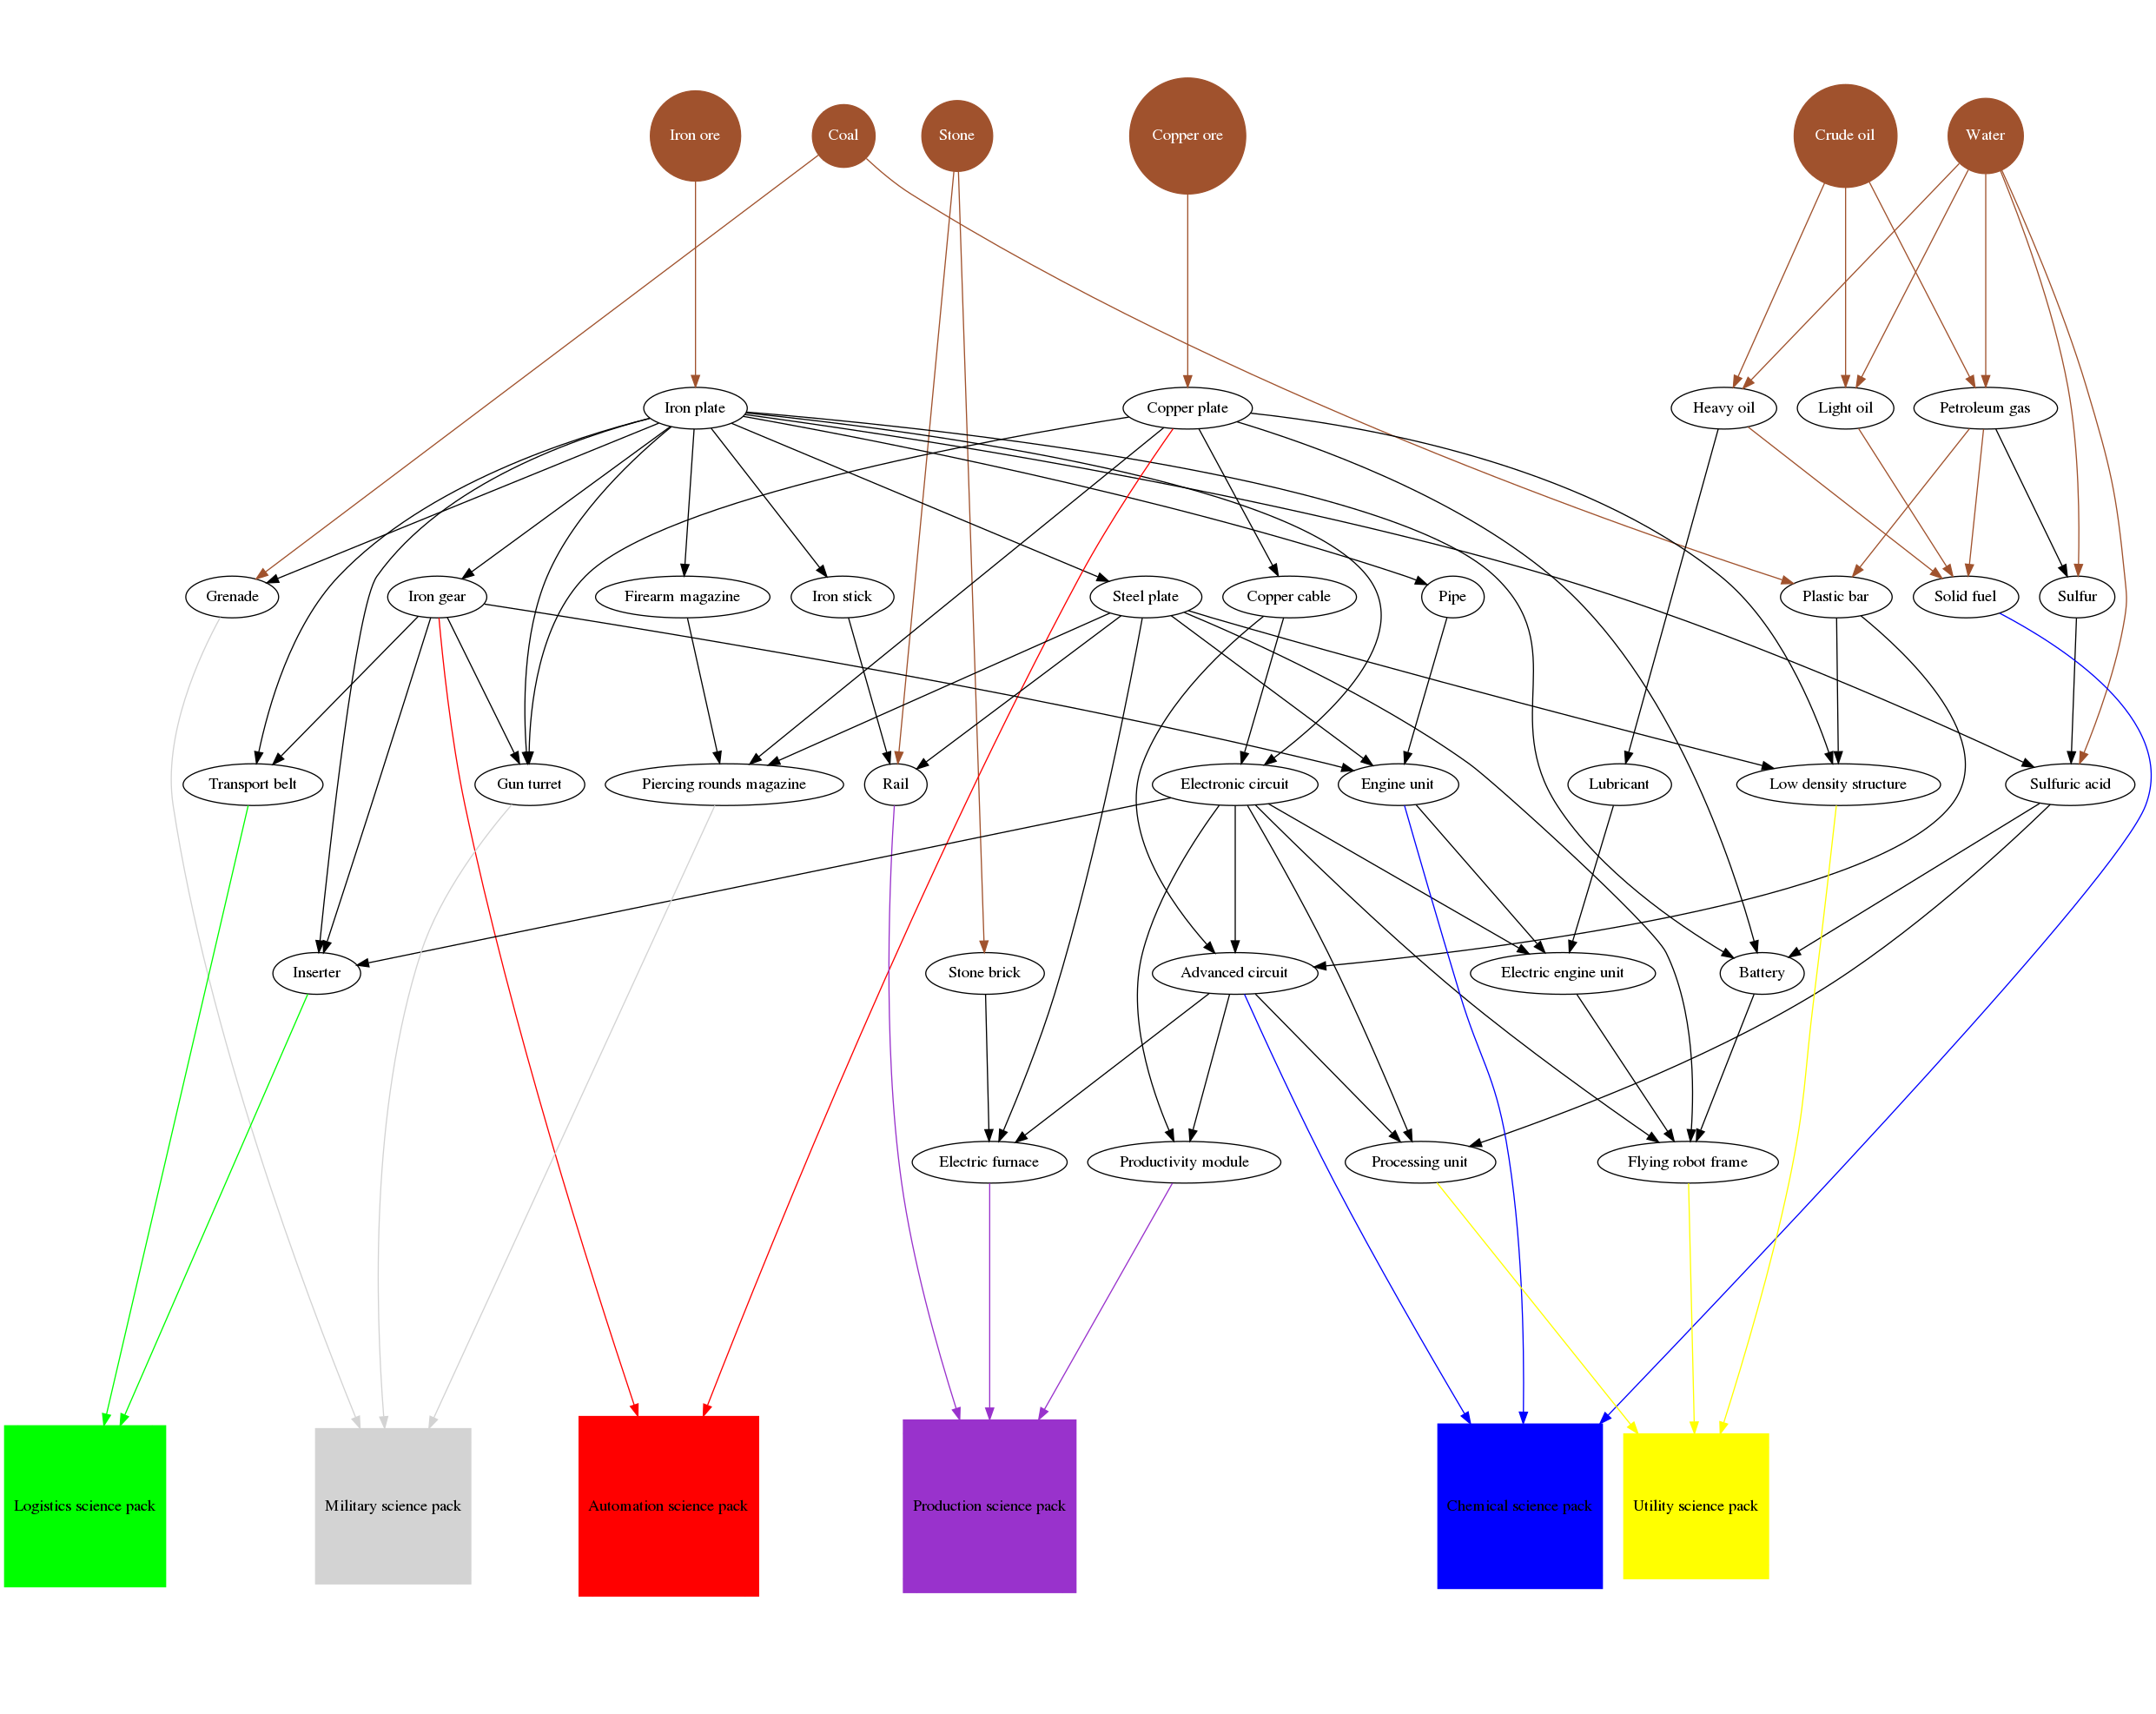 Iron ore
Coal
Stone
Copper ore
Crude oil
Water
Iron plate
Copper plate
Heavy oil
Light oil
Petroleum gas
Grenade
Iron gear
Firearm magazine
Iron stick
Steel plate
Copper cable
Pipe
Plastic bar
Solid fuel
Sulfur
Transport belt
Gun turret
Piercing rounds magazine
Rail
Electronic circuit
Engine unit
Lubricant
Low density structure
Sulfuric acid
Inserter
Stone brick
Advanced circuit
Electric engine unit
Battery
Electric furnace
Productivity module
Processing unit
Flying robot frame
Logistics science pack
Military science pack
Automation science pack
Production science pack
Chemical science pack
Utility science pack